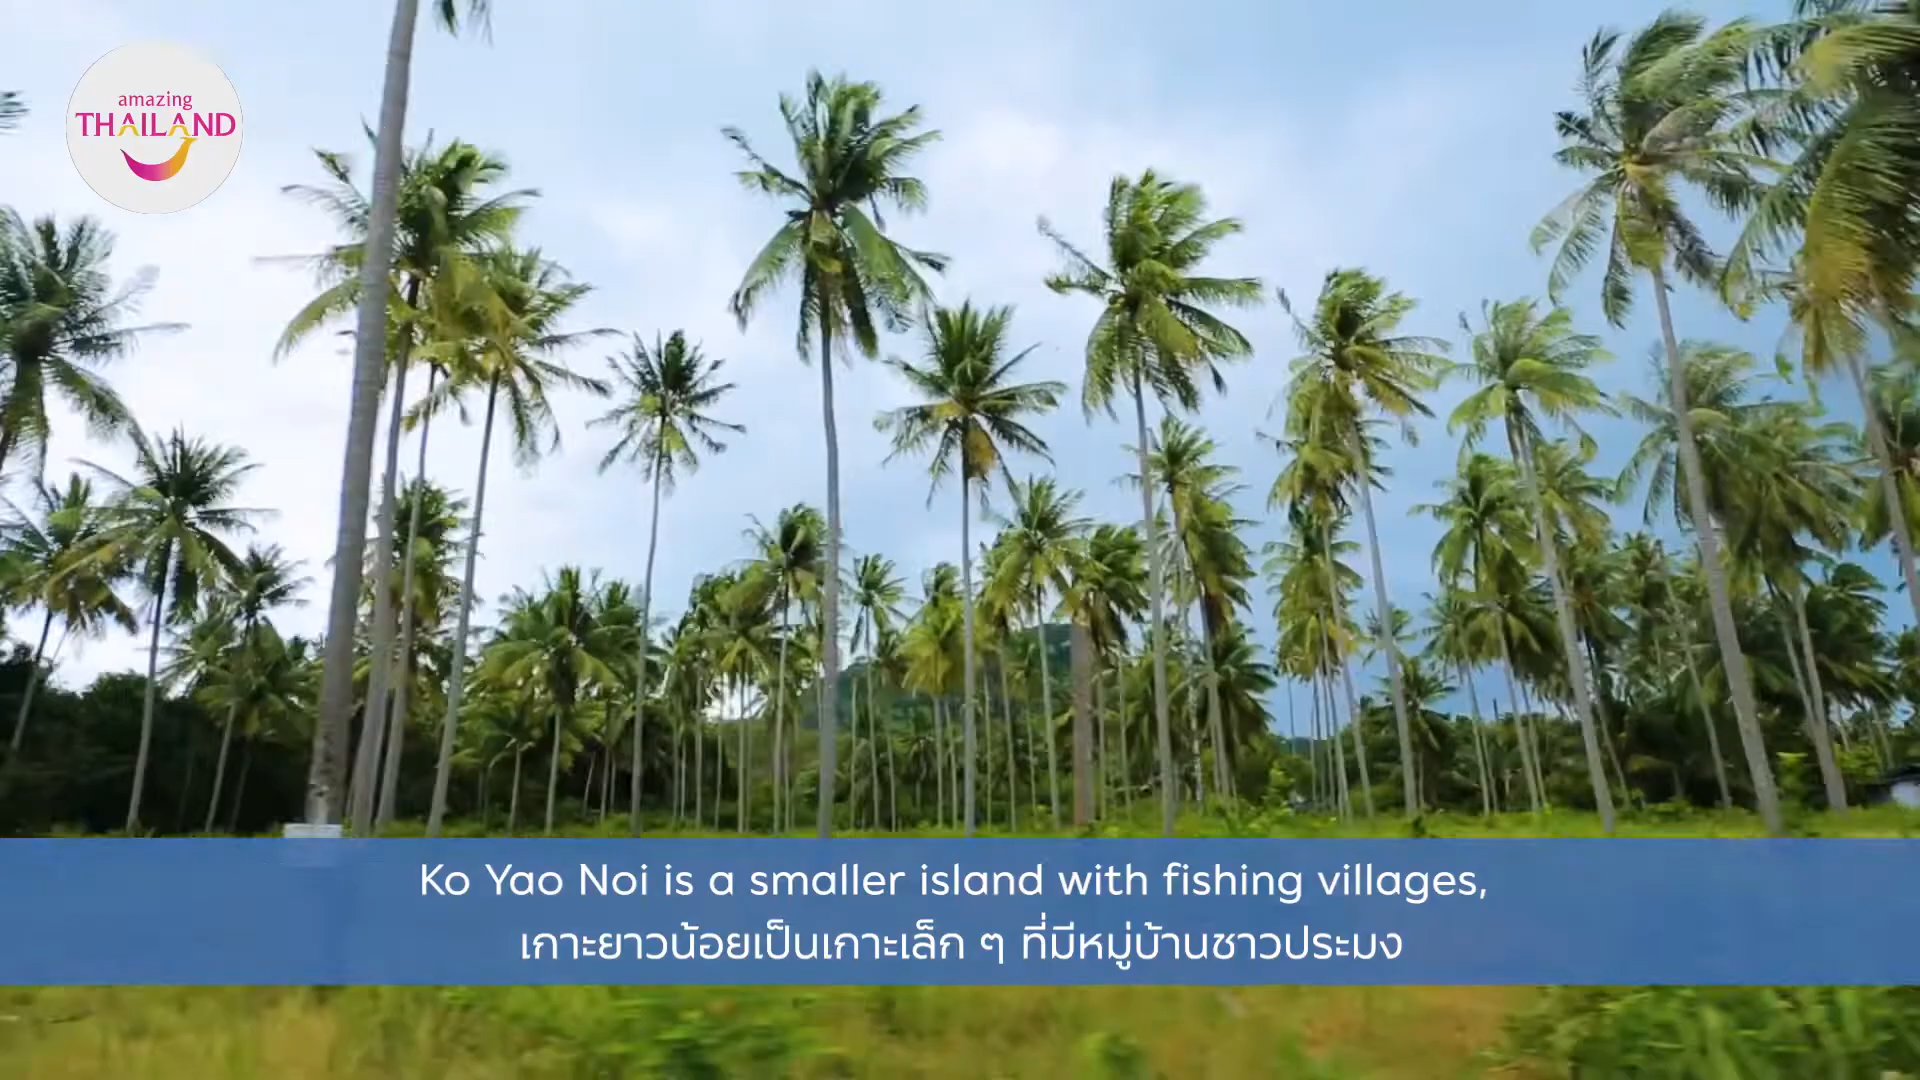 amazing
THAILAND
Ko Yao Noi is a smaller island with fishing villages,
เกาะยาวน้อยเป็นเกาะเล็ก ๆ ที่มีหมู่บ้านชาวประมง